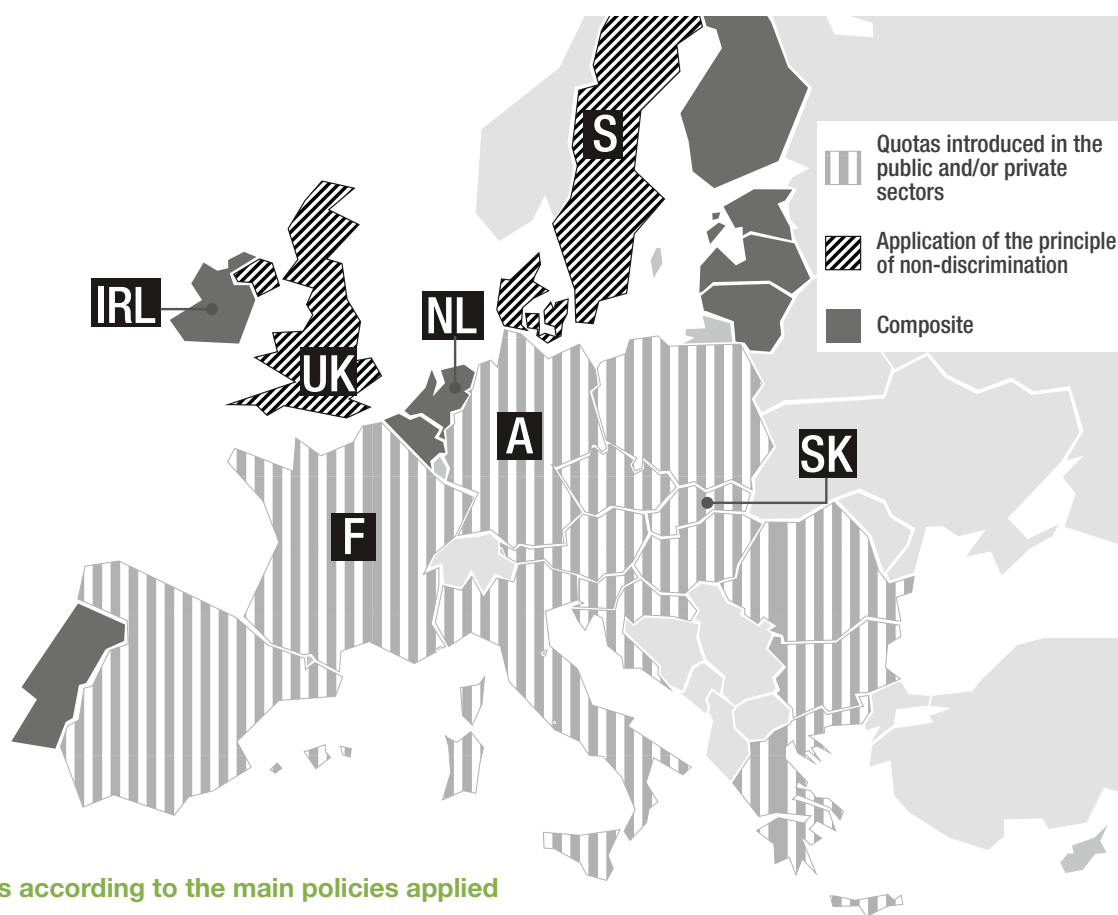 S
Quotas introduced in the
public and/or private
sectors
Application of the principle
of non-discrimination
Composite
IRL
NL
UK
A
SK
F
s according to the main policies applied